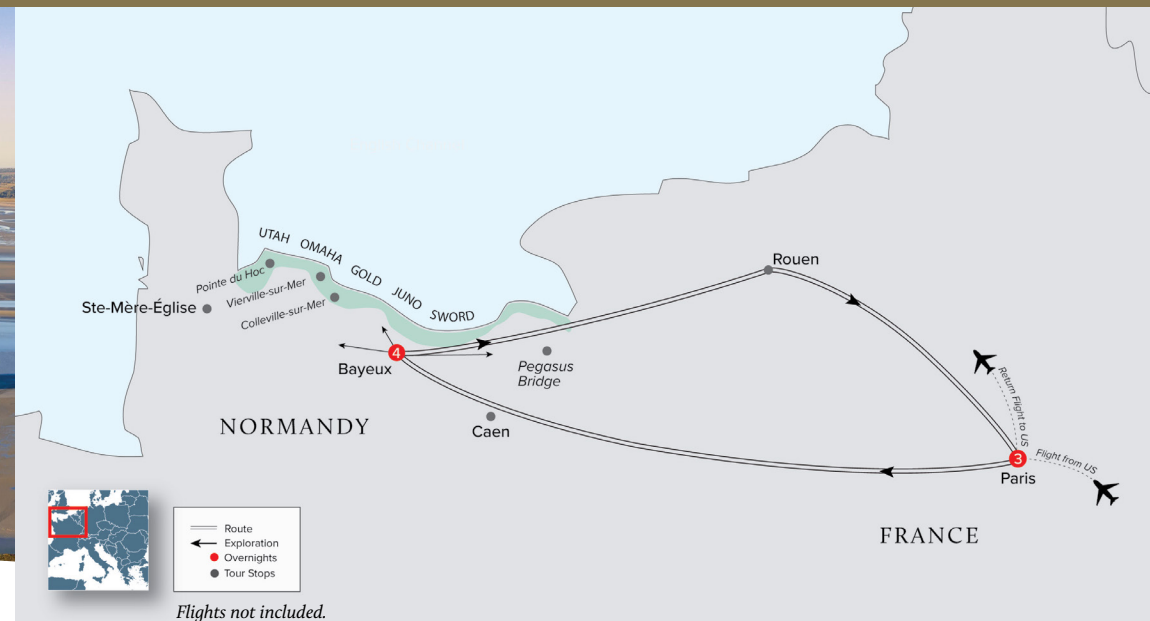 UTAH
OMAHA
GOLD
JUNO
SWORD
Pointe du Hoc
Vierville-sur-Mer
Colleville-sur-Mer
Ste-Mère-Église
Rouen
4
Bayeux
Pegasus
Bridge
NORMANDY
Caen
Return Flight to US
Flight from US
3
Paris
FRANCE
Route
Exploration
Overnights
Tour Stops
Flights not included.